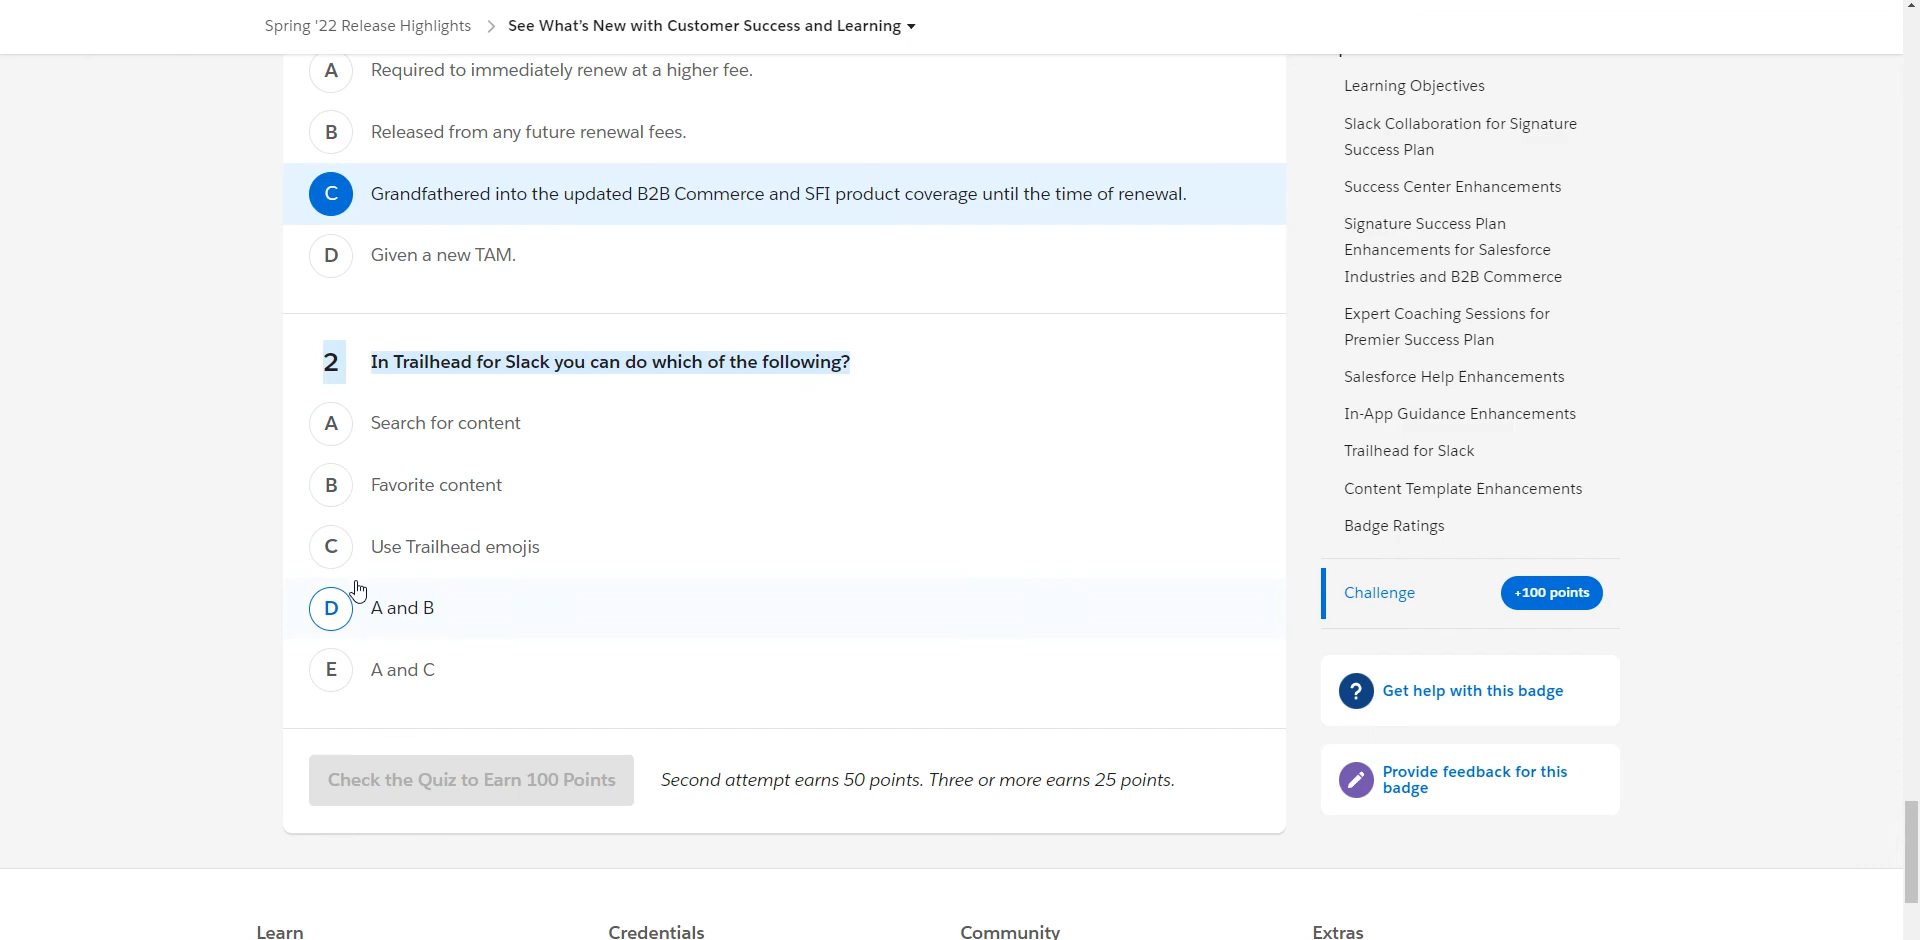 Spring '22 Release Highlights > See What's New with Customer Success and Learning
A Required to immediately renew at a higher fee.
B Released from any future renewal fees.
C Grandfathered into the updated B2B Commerce and SFI product coverage until the time of renewal.
D Given a new TAM.
2 In Trailhead for Slack you can do which of the following?
A Search for content
B Favorite content
C Use Trailhead emojis
D A and B
E A and C
Check the Quiz to Earn 100 Points Second attempt earns 50 points. Three or more earns 25 points.
Learning Objectives
Slack Collaboration for Signature
Success Plan
Success Center Enhancements
Signature Success Plan
Enhancements for Salesforce
Industries and B2B Commerce
Expert Coaching Sessions for
Premier Success Plan
Salesforce Help Enhancements
In-App Guidance Enhancements
Trailhead for Slack
Content Template Enhancements
Badge Ratings
Challenge +100 points
? Get help with this badge
Provide feedback for this
badge
Learn Credentials Community Extras